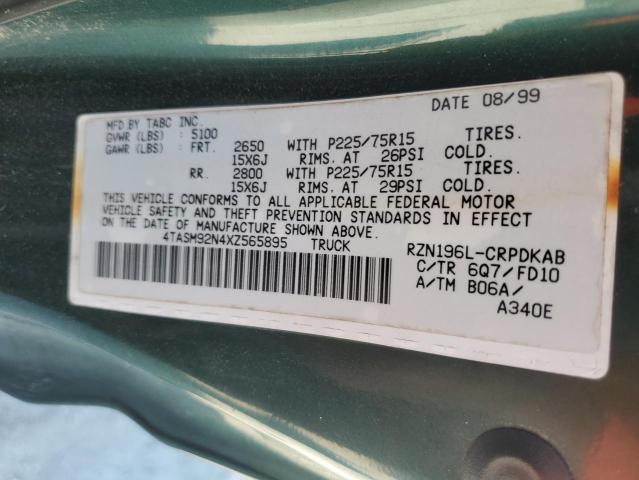 DATE 08/99
MFD BY TABC INC.
GVWR (LBS) : 5100
GAWR (LBS) : FRT. 2650 WITH P225/75R15 TIRES.
15X6J RIMS. AT 26PSI COLD.
RR. 2800 WITH P225/75R15 TIRES.
15X6J RIMS. AT 29PSI COLD.
THIS VEHICLE CONFORMS TO ALL APPLICABLE FEDERAL MOTOR
VEHICLE SAFETY AND THEFT PREVENTION STANDARDS IN EFFECT
ON THE DATE OF MANUFACTURE SHOWN ABOVE.
4TASM92N4XZ565895 TRUCK RZN196L-CRPDKAB
C/TR 6Q7/FD10
A/TM B06A/
A340E